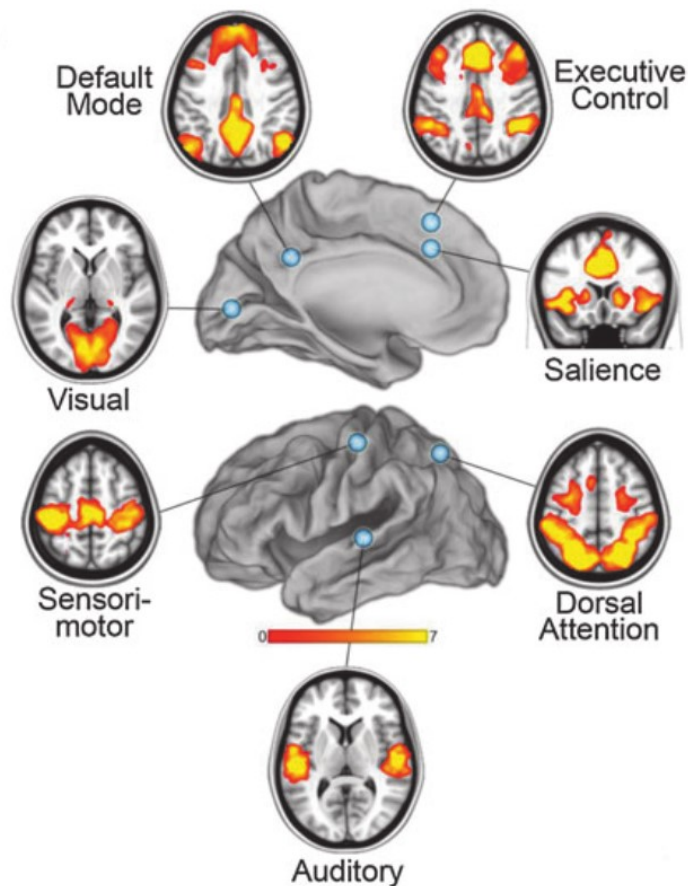 Default
Mode
Executive
Control
Visual
Salience
Sensori-
motor
Dorsal
Attention
0
7
Auditory